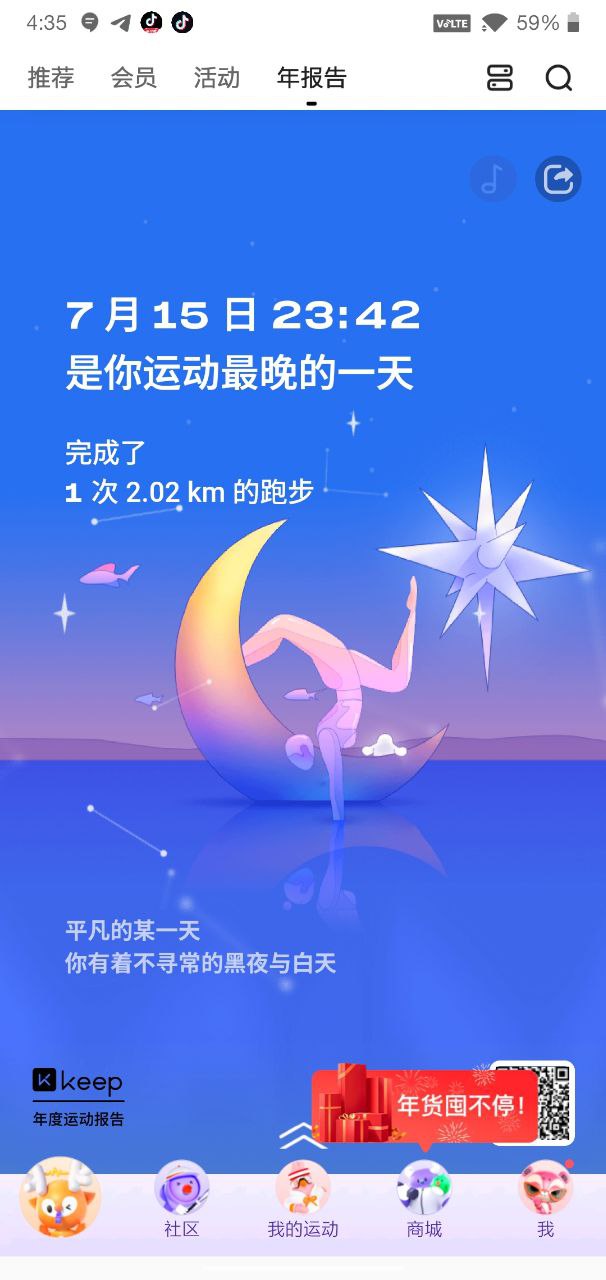 4:35
VoLTE
59%
推荐 会员 活动 年报告
7 月 15 日 23:42
是你运动最晚的一天
完成了
1 次 2.02 km 的跑步
平凡的某一天
你有着不寻常的黑夜与白天
keep
年度运动报告
年货囤不停!
社区 我的运动 商城 我